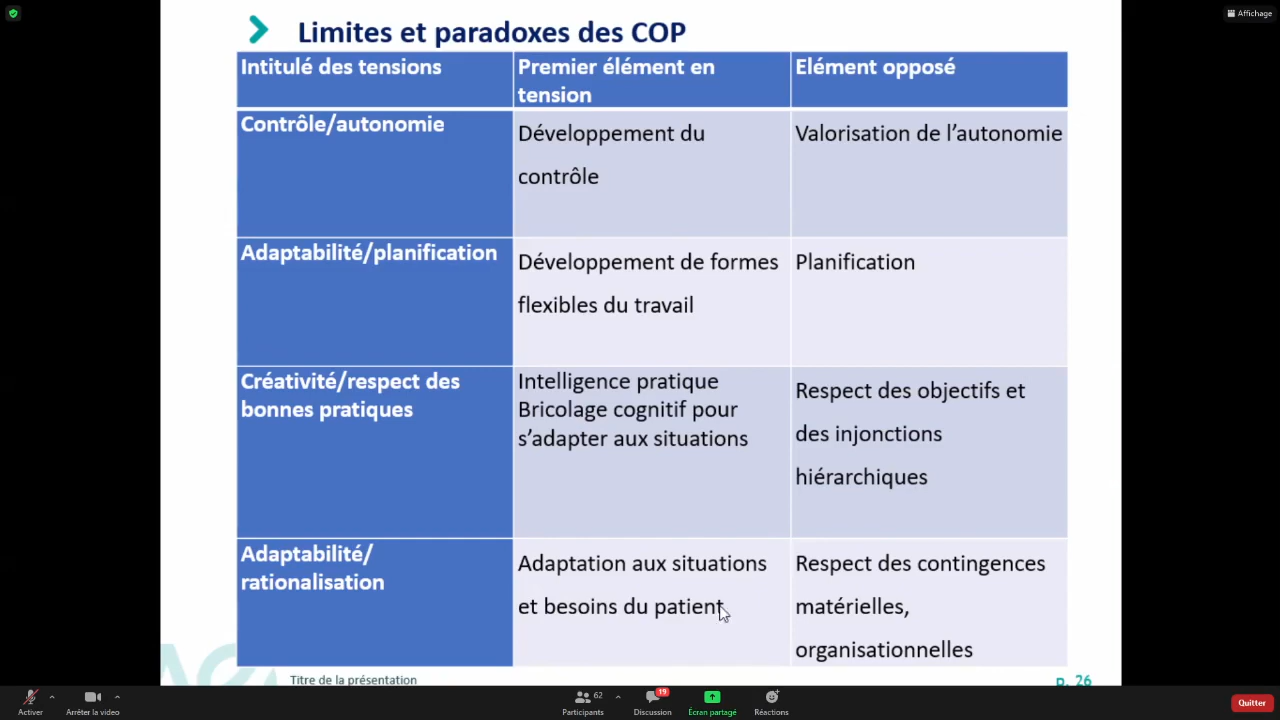 Affichage
Limites et paradoxes des COP
Intitulé des tensions
Premier élément en
tension
Elément opposé
Contrôle/autonomie
Développement du
contrôle
Valorisation de l’autonomie
Adaptabilité/planification
Développement de formes
flexibles du travail
Planification
Créativité/respect des
bonnes pratiques
Intelligence pratique
Bricolage cognitif pour
s’adapter aux situations
Respect des objectifs et
des injonctions
hiérarchiques
Adaptabilité/
rationalisation
Adaptation aux situations
et besoins du patient
Respect des contingences
matérielles,
organisationnelles
Titre de la présentation
p. 26
Activer
Arrêter la video
62
Participants
19
Discussion
Écran partagé
Réactions
Quitter